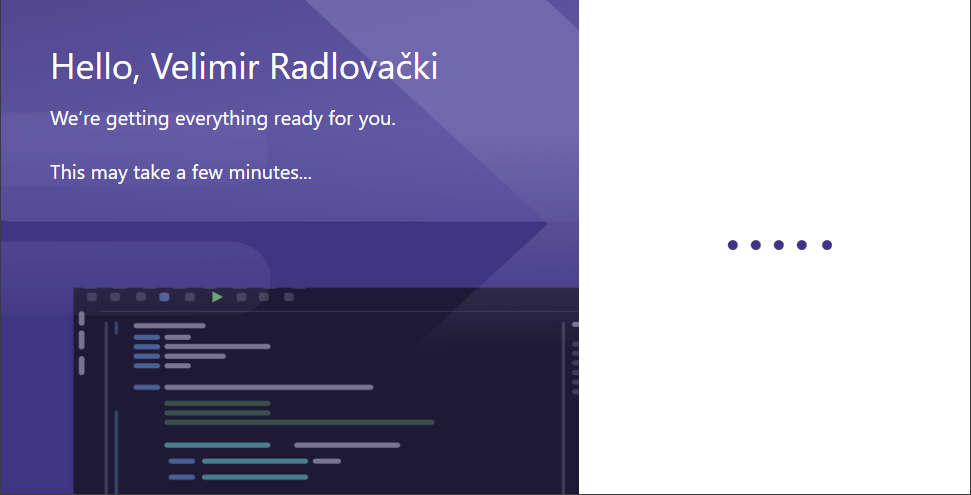 Hello, Velimir Radlovački
We’re getting everything ready for you.
This may take a few minutes...